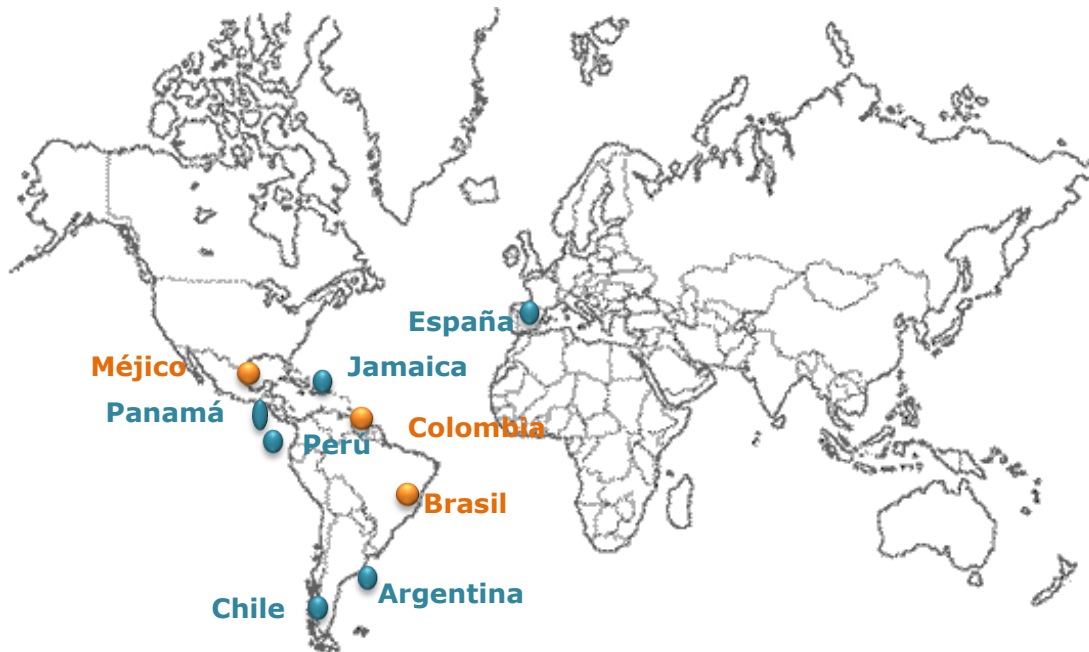 España
Méjico
Jamaica
Panamá
Colombia
Perú
Brasil
Argentina
Chile